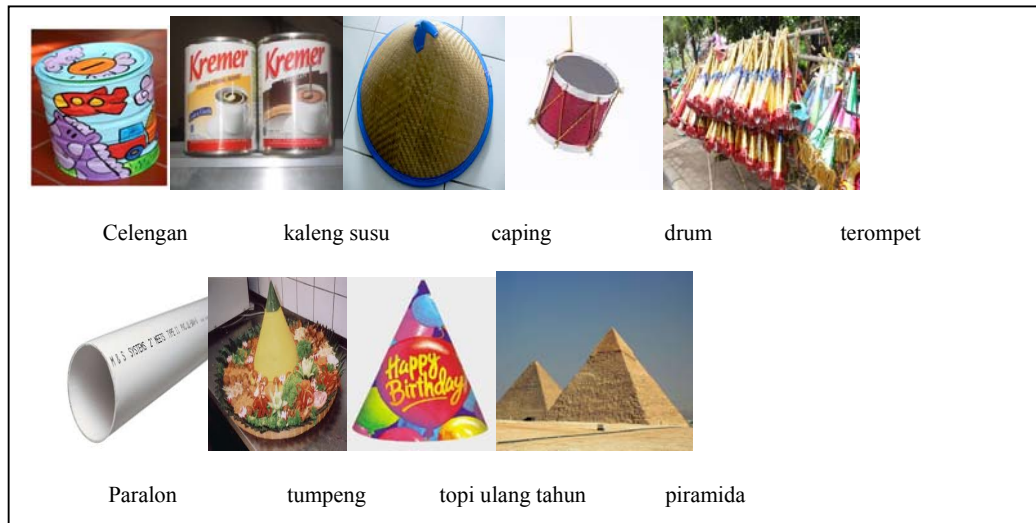 Kremer Kremer
Celengan kaleng susu caping drum terompet
Happy
Birthday
Paralon tumpeng topi ulang tahun piramida